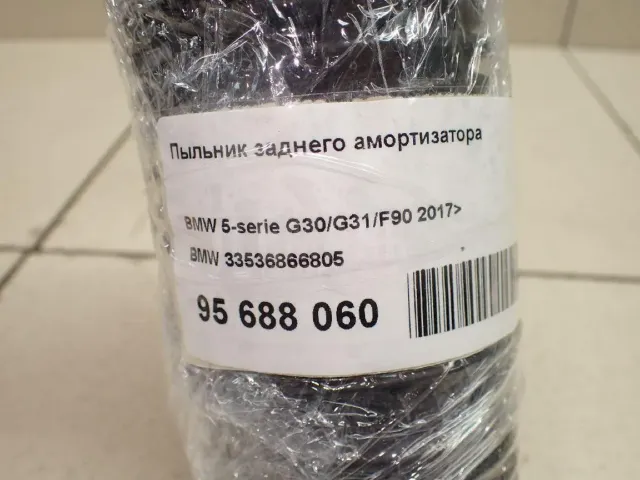 Пыльник заднего амортизатора
BMW 5-serie G30/G31/F90 2017>
BMW 33536866805
95 688 060